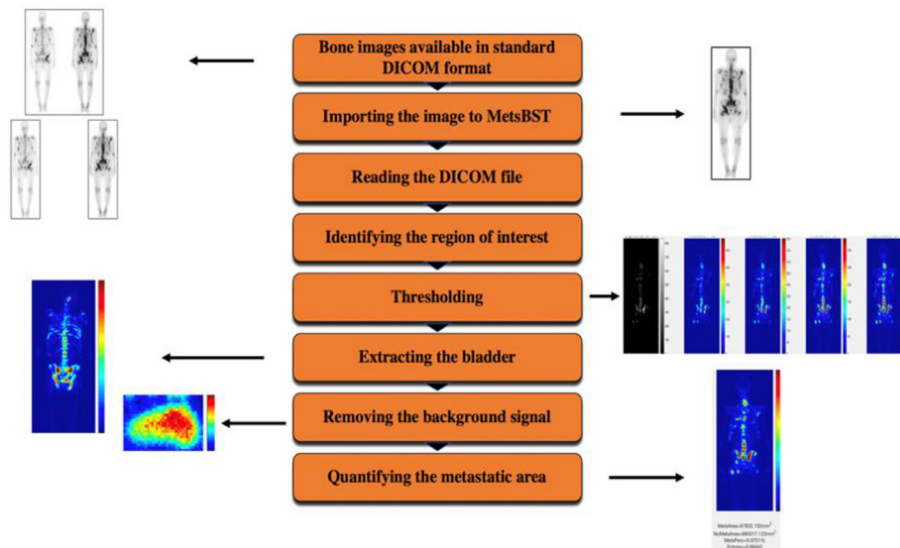 Bone images available in standard
DICOM format
Importing the image to MetsBST
Reading the DICOM file
Identifying the region of interest
Thresholding
Extracting the bladder
Removing the background signal
Quantifying the metastatic area